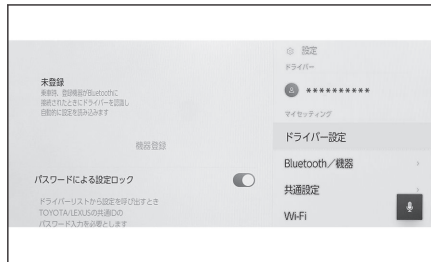 未登録
乗車時、登録機器がBluetoothに
接続されたときにドライバーを認識し
自動的に設定を読み込みます
機器登録
パスワードによる設定ロック
ドライバーリストから設定を呼び出すとき
TOYOTA/LEXUSの共通IDの
パスワード入力を必要とします
設定
ドライバー
**********
マイセッティング
ドライバー設定
Bluetooth／機器
共通設定
Wi-Fi